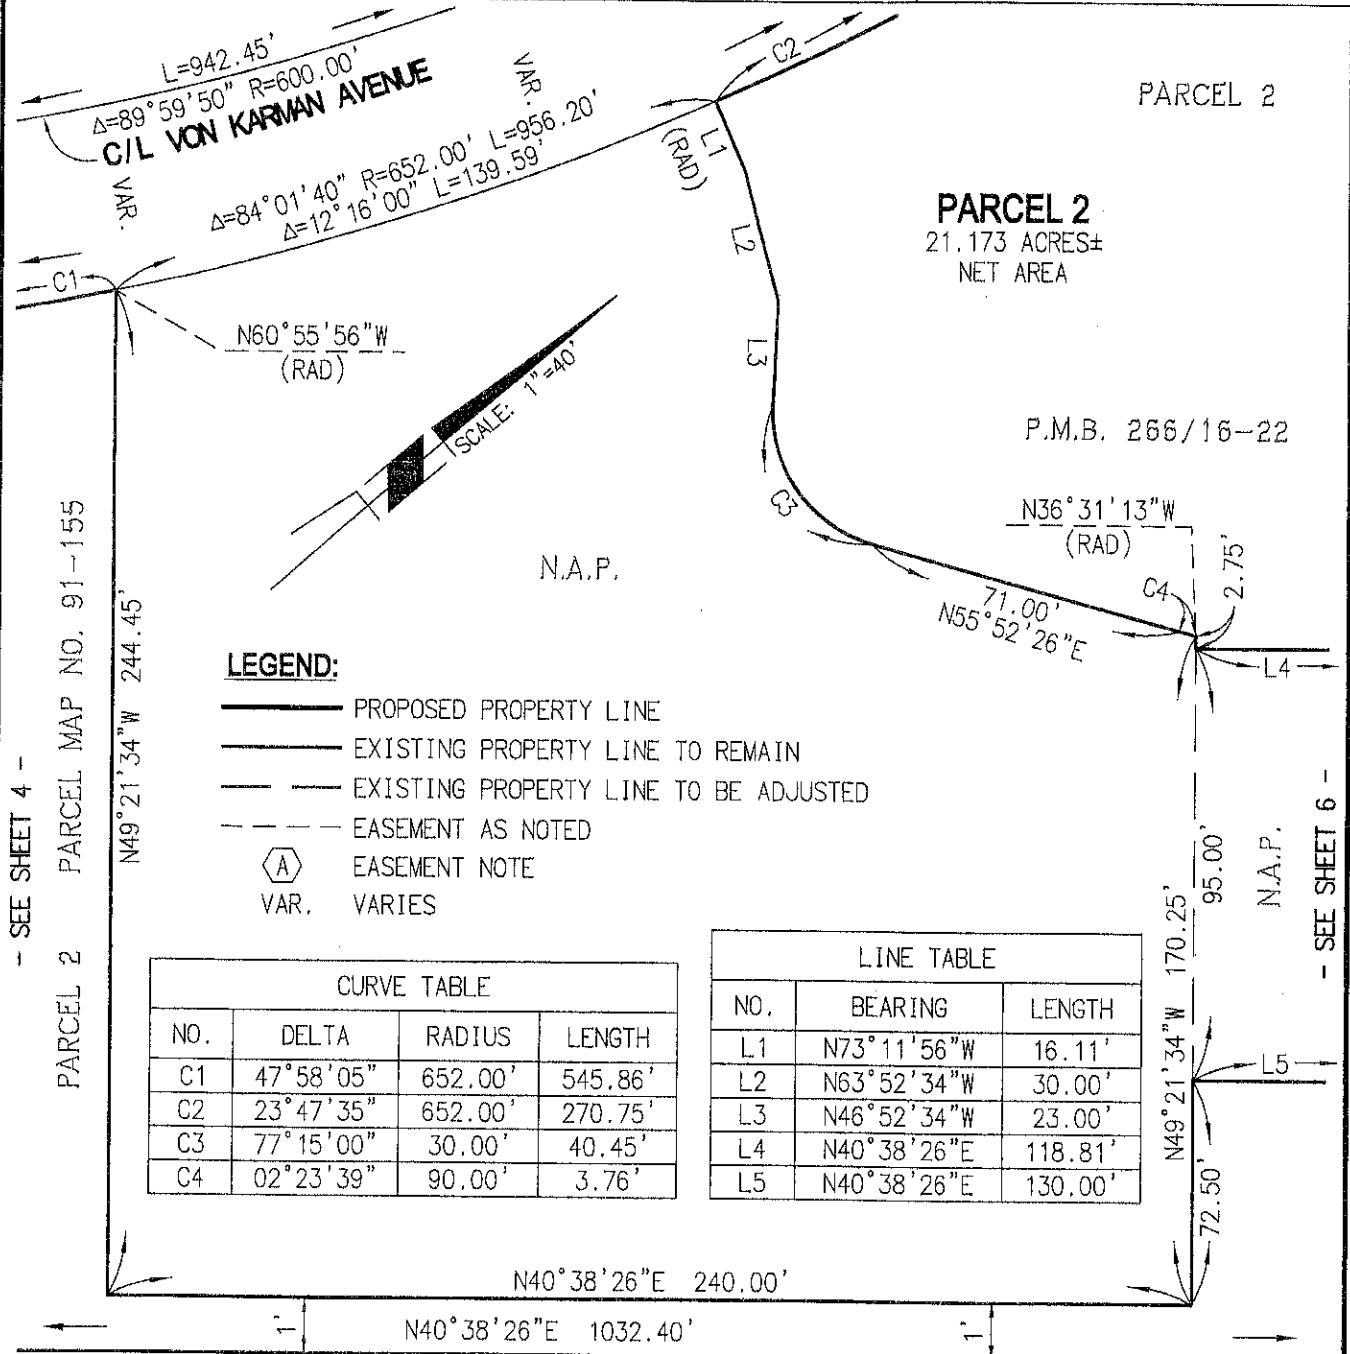 L=942.45'
Δ=89°59'50" R=600.00'
C/L VON KARMAN AVENUE
VAR.
VAR.
Δ=84°01'40" R=652.00' L=956.20'
Δ=12°16'00" L=139.59'
C2
PARCEL 2
L1
(RAD)
PARCEL 2
21.173 ACRES±
NET AREA
L2
C1
N60°55'56"W
(RAD)
L3
SCALE: 1"=40'
P.M.B. 266/16-22
C3
N36°31'13"W
(RAD)
2.75'
C4
N.A.P.
71.00'
N55°52'26"E
L4
- SEE SHEET 4 -
PARCEL 2 PARCEL MAP NO. 91-155
N49°21'34"W 244.45'
LEGEND:
PROPOSED PROPERTY LINE
EXISTING PROPERTY LINE TO REMAIN
EXISTING PROPERTY LINE TO BE ADJUSTED
EASEMENT AS NOTED
A EASEMENT NOTE
VAR. VARIES
95.00'
N.A.P.
- SEE SHEET 6 -
N49°21'34"W 170.25'
L5
72.50'
CURVE TABLE
NO. DELTA RADIUS LENGTH
C1 47°58'05" 652.00' 545.86'
C2 23°47'35" 652.00' 270.75'
C3 77°15'00" 30.00' 40.45'
C4 02°23'39" 90.00' 3.76'
LINE TABLE
NO. BEARING LENGTH
L1 N73°11'56"W 16.11'
L2 N63°52'34"W 30.00'
L3 N46°52'34"W 23.00'
L4 N40°38'26"E 118.81'
L5 N40°38'26"E 130.00'
N40°38'26"E 240.00'
1'
N40°38'26"E 1032.40'
1'